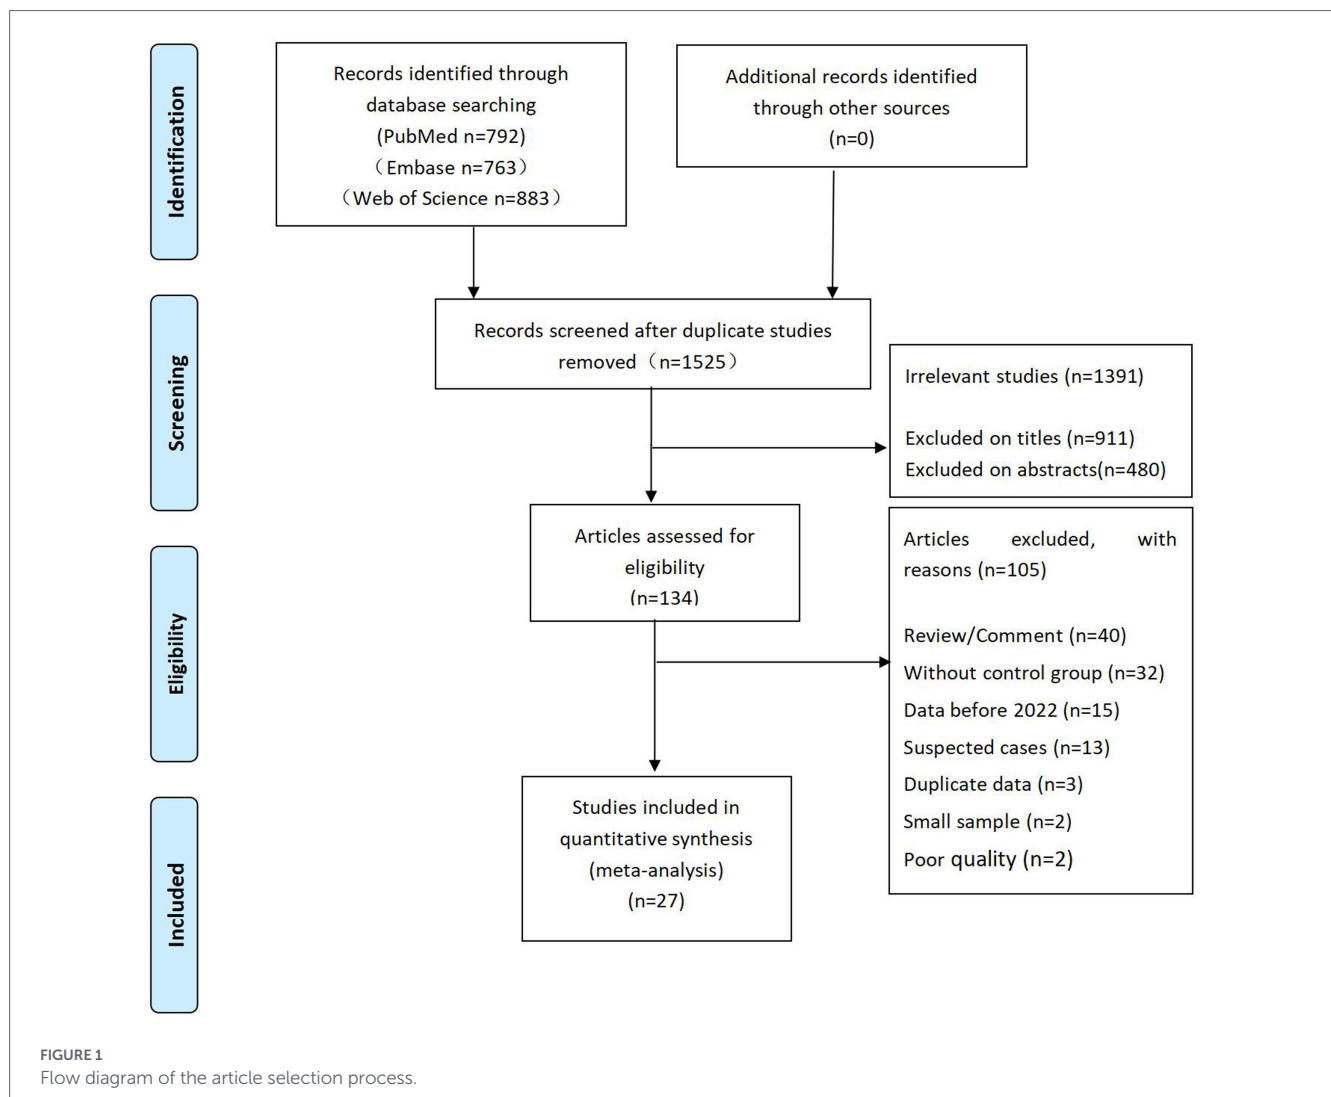 Identification
Records identified through
database searching
(PubMed n=792)
（Embase n=763）
（Web of Science n=883）
Additional records identified
through other sources
(n=0)
Screening
Records screened after duplicate studies
removed（n=1525）
Irrelevant studies (n=1391)
Excluded on titles (n=911)
Excluded on abstracts(n=480)
Eligibility
Articles assessed for
eligibility
(n=134)
Articles excluded, with
reasons (n=105)
Review/Comment (n=40)
Without control group (n=32)
Data before 2022 (n=15)
Suspected cases (n=13)
Duplicate data (n=3)
Small sample (n=2)
Poor quality (n=2)
Included
Studies included in
quantitative synthesis
(meta-analysis)
(n=27)
FIGURE 1
Flow diagram of the article selection process.